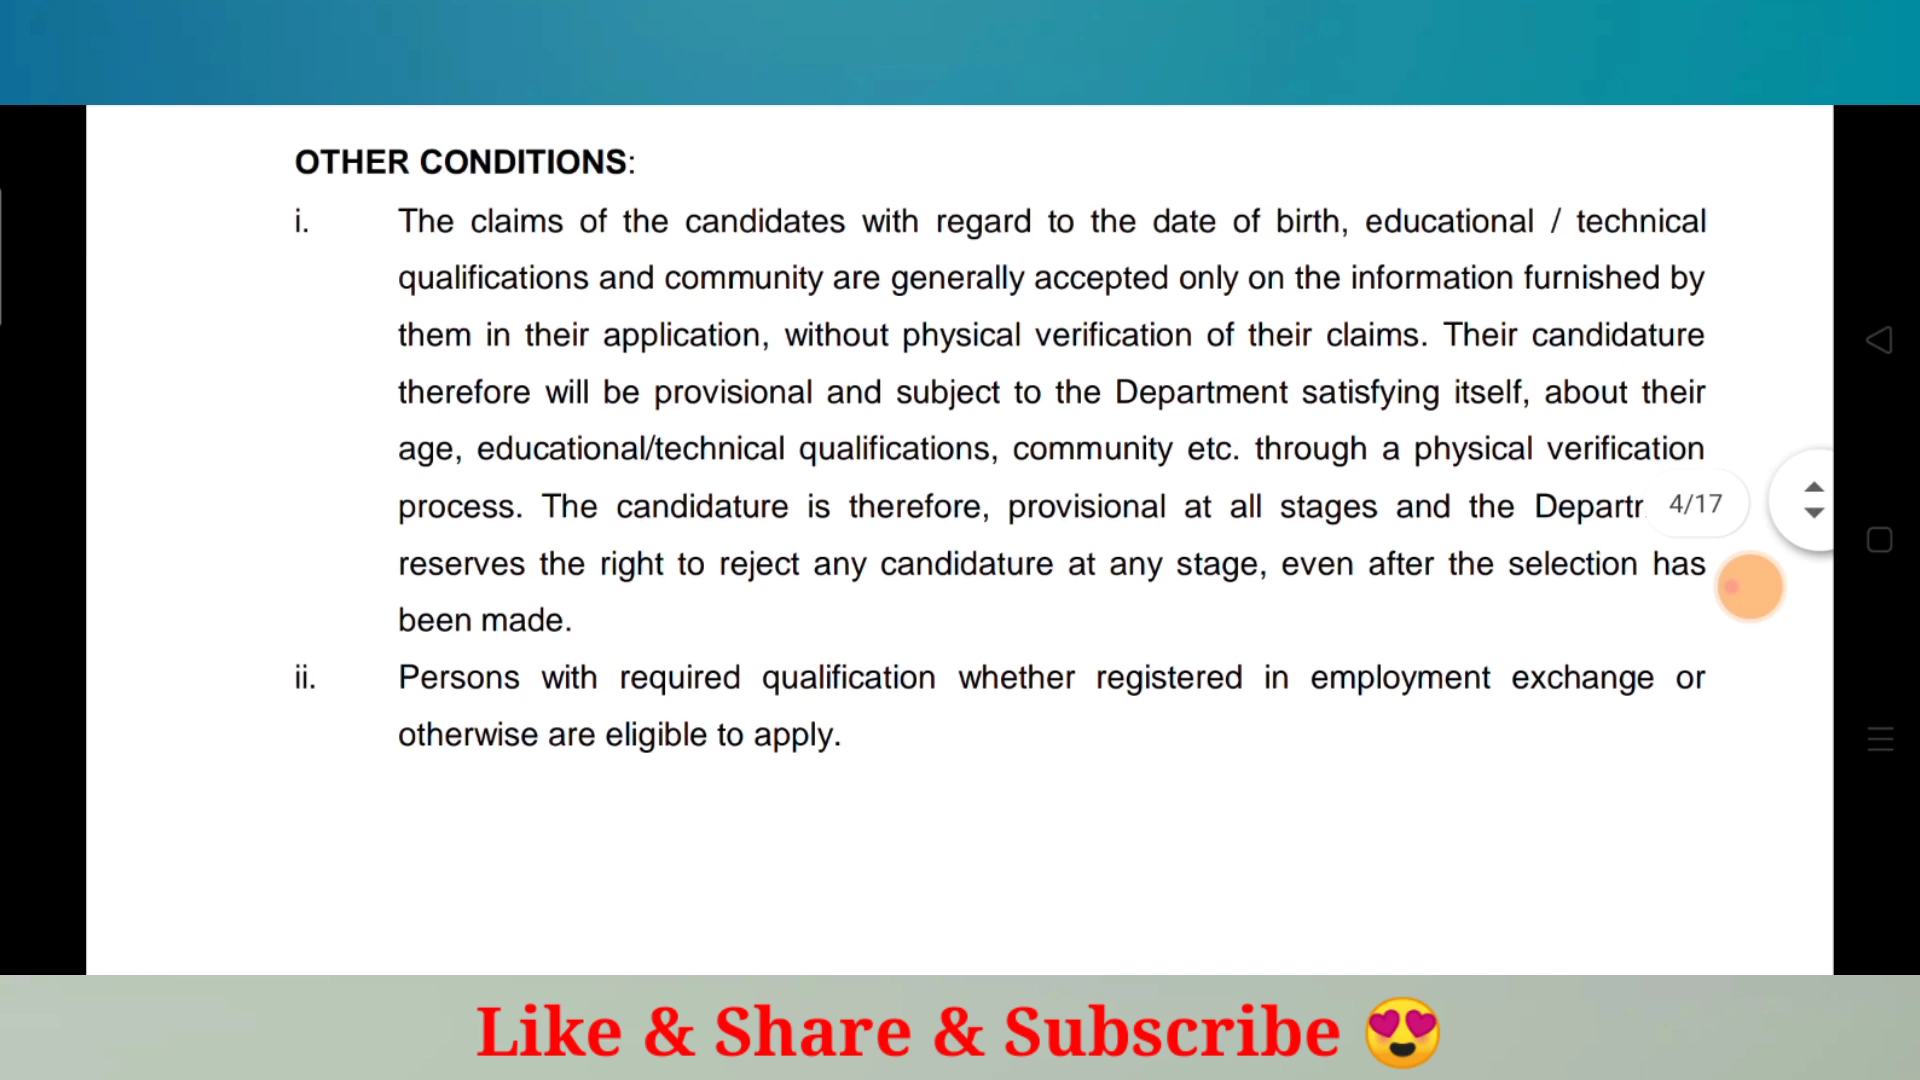 OTHER CONDITIONS:
i. The claims of the candidates with regard to the date of birth, educational / technical
qualifications and community are generally accepted only on the information furnished by
them in their application, without physical verification of their claims. Their candidature
therefore will be provisional and subject to the Department satisfying itself, about their
age, educational/technical qualifications, community etc. through a physical verification
process. The candidature is therefore, provisional at all stages and the Departr
4/17
reserves the right to reject any candidature at any stage, even after the selection has
been made.
ii. Persons with required qualification whether registered in employment exchange or
otherwise are eligible to apply.
Like & Share & Subscribe 😍